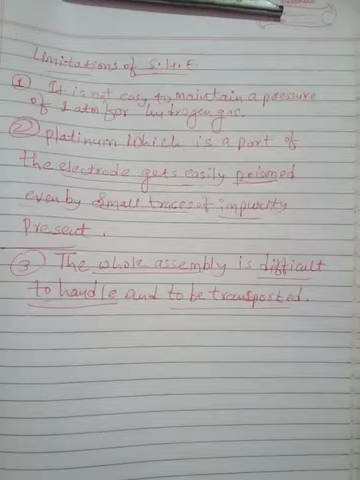 Limitations of S.H.E.
① It is not easy to maintain a pressure
of 1 atm for hydrogen gas.
② platinum which is a part of
the electrode gets easily poisned
even by small traces of impurity
Present.
③ The whole assembly is difficult
to handle and to be transported.